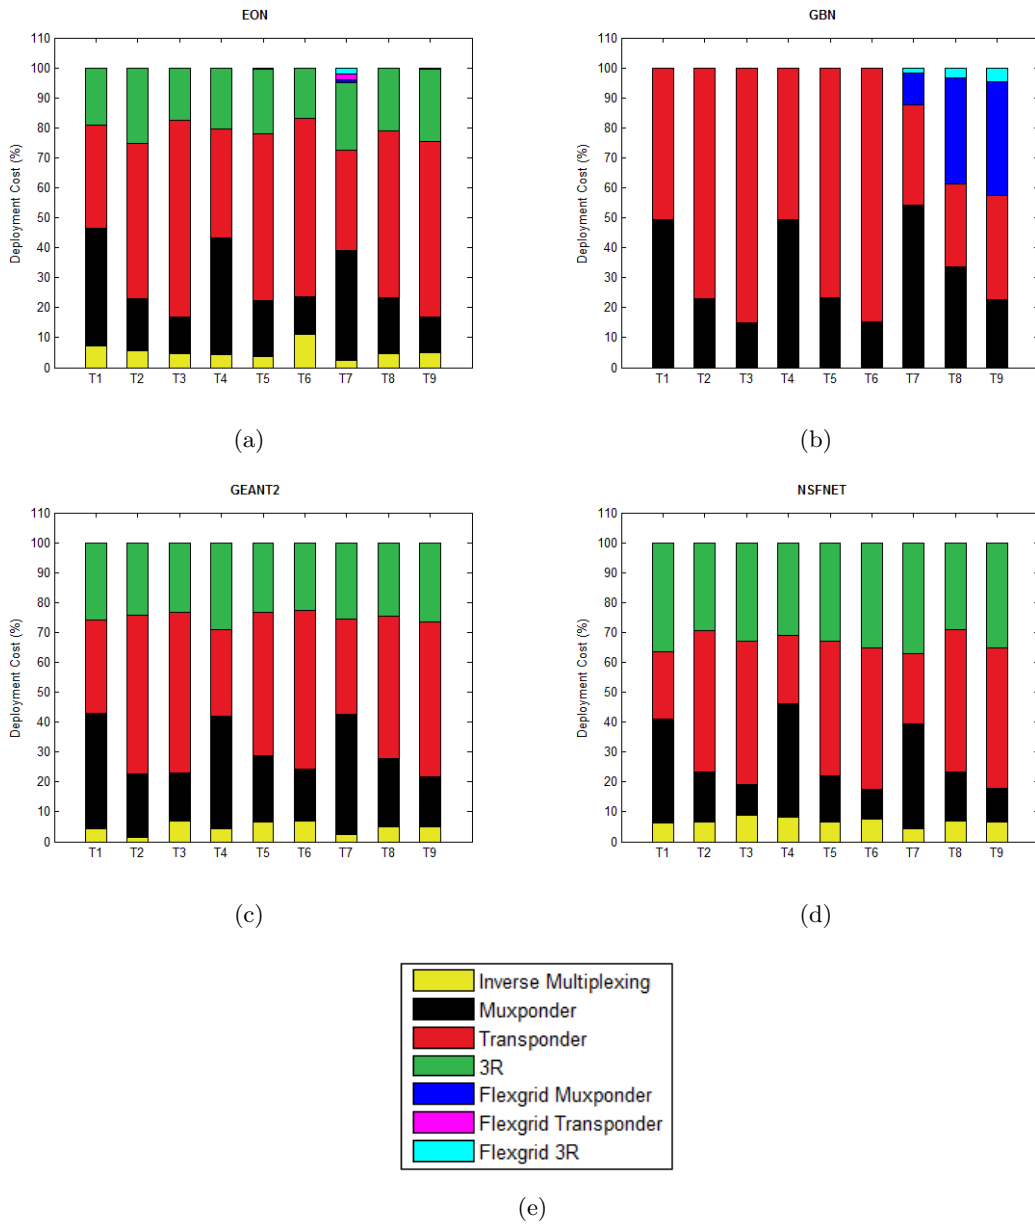 EON
110
100
90
80
70
60
50
40
30
20
10
0
Deployment Cost (%)
T1 T2 T3 T4 T5 T6 T7 T8 T9
(a)
GBN
110
100
90
80
70
60
50
40
30
20
10
0
Deployment Cost (%)
T1 T2 T3 T4 T5 T6 T7 T8 T9
(b)
GEANT2
110
100
90
80
70
60
50
40
30
20
10
0
Deployment Cost (%)
T1 T2 T3 T4 T5 T6 T7 T8 T9
(c)
NSFNET
110
100
90
80
70
60
50
40
30
20
10
0
Deployment Cost (%)
T1 T2 T3 T4 T5 T6 T7 T8 T9
(d)
Inverse Multiplexing
Muxponder
Transponder
3R
Flexgrid Muxponder
Flexgrid Transponder
Flexgrid 3R
(e)